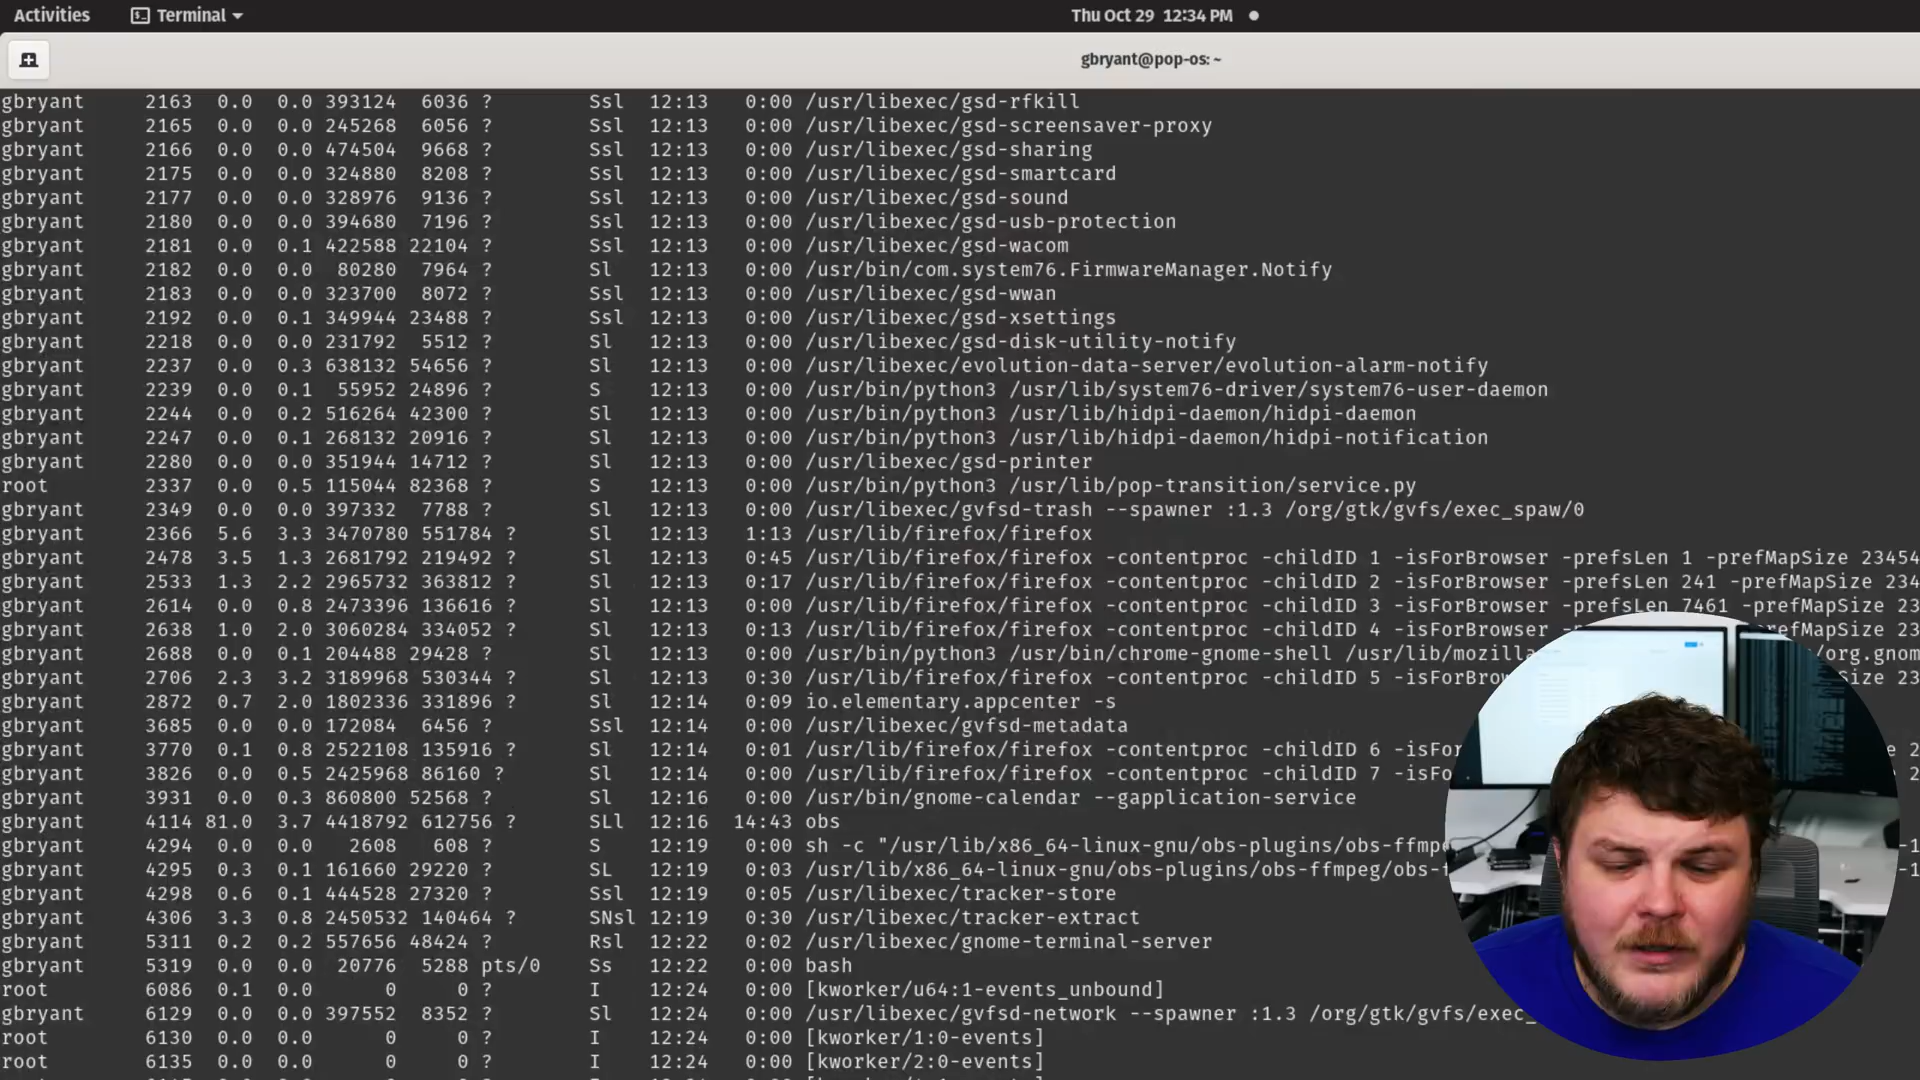 Activities Terminal Thu Oct 29 12:34 PM
gbryant@pop-os: ~
gbryant 2163 0.0 0.0 393124 6036 ? Ssl 12:13 0:00 /usr/libexec/gsd-rfkill
gbryant 2165 0.0 0.0 245268 6056 ? Ssl 12:13 0:00 /usr/libexec/gsd-screensaver-proxy
gbryant 2166 0.0 0.0 474504 9668 ? Ssl 12:13 0:00 /usr/libexec/gsd-sharing
gbryant 2175 0.0 0.0 324880 8208 ? Ssl 12:13 0:00 /usr/libexec/gsd-smartcard
gbryant 2177 0.0 0.0 328976 9136 ? Ssl 12:13 0:00 /usr/libexec/gsd-sound
gbryant 2180 0.0 0.0 394680 7196 ? Ssl 12:13 0:00 /usr/libexec/gsd-usb-protection
gbryant 2181 0.0 0.1 422588 22104 ? Ssl 12:13 0:00 /usr/libexec/gsd-wacom
gbryant 2182 0.0 0.0 80280 7964 ? Sl 12:13 0:00 /usr/bin/com.system76.FirmwareManager.Notify
gbryant 2183 0.0 0.0 323700 8072 ? Ssl 12:13 0:00 /usr/libexec/gsd-wwan
gbryant 2192 0.0 0.1 349944 23488 ? Ssl 12:13 0:00 /usr/libexec/gsd-xsettings
gbryant 2218 0.0 0.0 231792 5512 ? Sl 12:13 0:00 /usr/libexec/gsd-disk-utility-notify
gbryant 2237 0.0 0.3 638132 54656 ? Sl 12:13 0:00 /usr/libexec/evolution-data-server/evolution-alarm-notify
gbryant 2239 0.0 0.1 55952 24896 ? S 12:13 0:00 /usr/bin/python3 /usr/lib/system76-driver/system76-user-daemon
gbryant 2244 0.0 0.2 516264 42300 ? Sl 12:13 0:00 /usr/bin/python3 /usr/lib/hidpi-daemon/hidpi-daemon
gbryant 2247 0.0 0.1 268132 20916 ? Sl 12:13 0:00 /usr/bin/python3 /usr/lib/hidpi-daemon/hidpi-notification
gbryant 2280 0.0 0.0 351944 14712 ? Sl 12:13 0:00 /usr/libexec/gsd-printer
root 2337 0.0 0.5 115044 82368 ? S 12:13 0:00 /usr/bin/python3 /usr/lib/pop-transition/service.py
gbryant 2349 0.0 0.0 397332 7788 ? Sl 12:13 0:00 /usr/libexec/gvfsd-trash --spawner :1.3 /org/gtk/gvfs/exec_spaw/0
gbryant 2366 5.6 3.3 3470780 551784 ? Sl 12:13 1:13 /usr/lib/firefox/firefox
gbryant 2478 3.5 1.3 2681792 219492 ? Sl 12:13 0:45 /usr/lib/firefox/firefox -contentproc -childID 1 -isForBrowser -prefsLen 1 -prefMapSize 23454
gbryant 2533 1.3 2.2 2965732 363812 ? Sl 12:13 0:17 /usr/lib/firefox/firefox -contentproc -childID 2 -isForBrowser -prefsLen 241 -prefMapSize 234
gbryant 2614 0.0 0.8 2473396 136616 ? Sl 12:13 0:00 /usr/lib/firefox/firefox -contentproc -childID 3 -isForBrowser -prefsLen 7461 -prefMapSize 23
gbryant 2638 1.0 2.0 3060284 334052 ? Sl 12:13 0:13 /usr/lib/firefox/firefox -contentproc -childID 4 -isForBrowser - efMapSize 23
gbryant 2688 0.0 0.1 204488 29428 ? Sl 12:13 0:00 /usr/bin/python3 /usr/bin/chrome-gnome-shell /usr/lib/mozilla /org.gnom
gbryant 2706 2.3 3.2 3189968 530344 ? Sl 12:13 0:30 /usr/lib/firefox/firefox -contentproc -childID 5 -isForBrow Size 23
gbryant 2872 0.7 2.0 1802336 331896 ? Sl 12:14 0:09 io.elementary.appcenter -s
gbryant 3685 0.0 0.0 172084 6456 ? Ssl 12:14 0:00 /usr/libexec/gvfsd-metadata
gbryant 3770 0.1 0.8 2522108 135916 ? Sl 12:14 0:01 /usr/lib/firefox/firefox -contentproc -childID 6 -isFor e 2
gbryant 3826 0.0 0.5 2425968 86160 ? Sl 12:14 0:00 /usr/lib/firefox/firefox -contentproc -childID 7 -isF 2
gbryant 3931 0.0 0.3 860800 52568 ? Sl 12:16 0:00 /usr/bin/gnome-calendar --gapplication-service
gbryant 4114 81.0 3.7 4418792 612756 ? SLl 12:16 14:43 obs
gbryant 4294 0.0 0.0 2608 608 ? S 12:19 0:00 sh -c "/usr/lib/x86_64-linux-gnu/obs-plugins/obs-ffmpe -1
gbryant 4295 0.3 0.1 161660 29220 ? SL 12:19 0:03 /usr/lib/x86_64-linux-gnu/obs-plugins/obs-ffmpeg/obs-f -1
gbryant 4298 0.6 0.1 444528 27320 ? Ssl 12:19 0:05 /usr/libexec/tracker-store
gbryant 4306 3.3 0.8 2450532 140464 ? SNsl 12:19 0:30 /usr/libexec/tracker-extract
gbryant 5311 0.2 0.2 557656 48424 ? Rsl 12:22 0:02 /usr/libexec/gnome-terminal-server
gbryant 5319 0.0 0.0 20776 5288 pts/0 Ss 12:22 0:00 bash
root 6086 0.1 0.0 0 0 ? I 12:24 0:00 [kworker/u64:1-events_unbound]
gbryant 6129 0.0 0.0 397552 8352 ? Sl 12:24 0:00 /usr/libexec/gvfsd-network --spawner :1.3 /org/gtk/gvfs/exec_
root 6130 0.0 0.0 0 0 ? I 12:24 0:00 [kworker/1:0-events]
root 6135 0.0 0.0 0 0 ? I 12:24 0:00 [kworker/2:0-events]